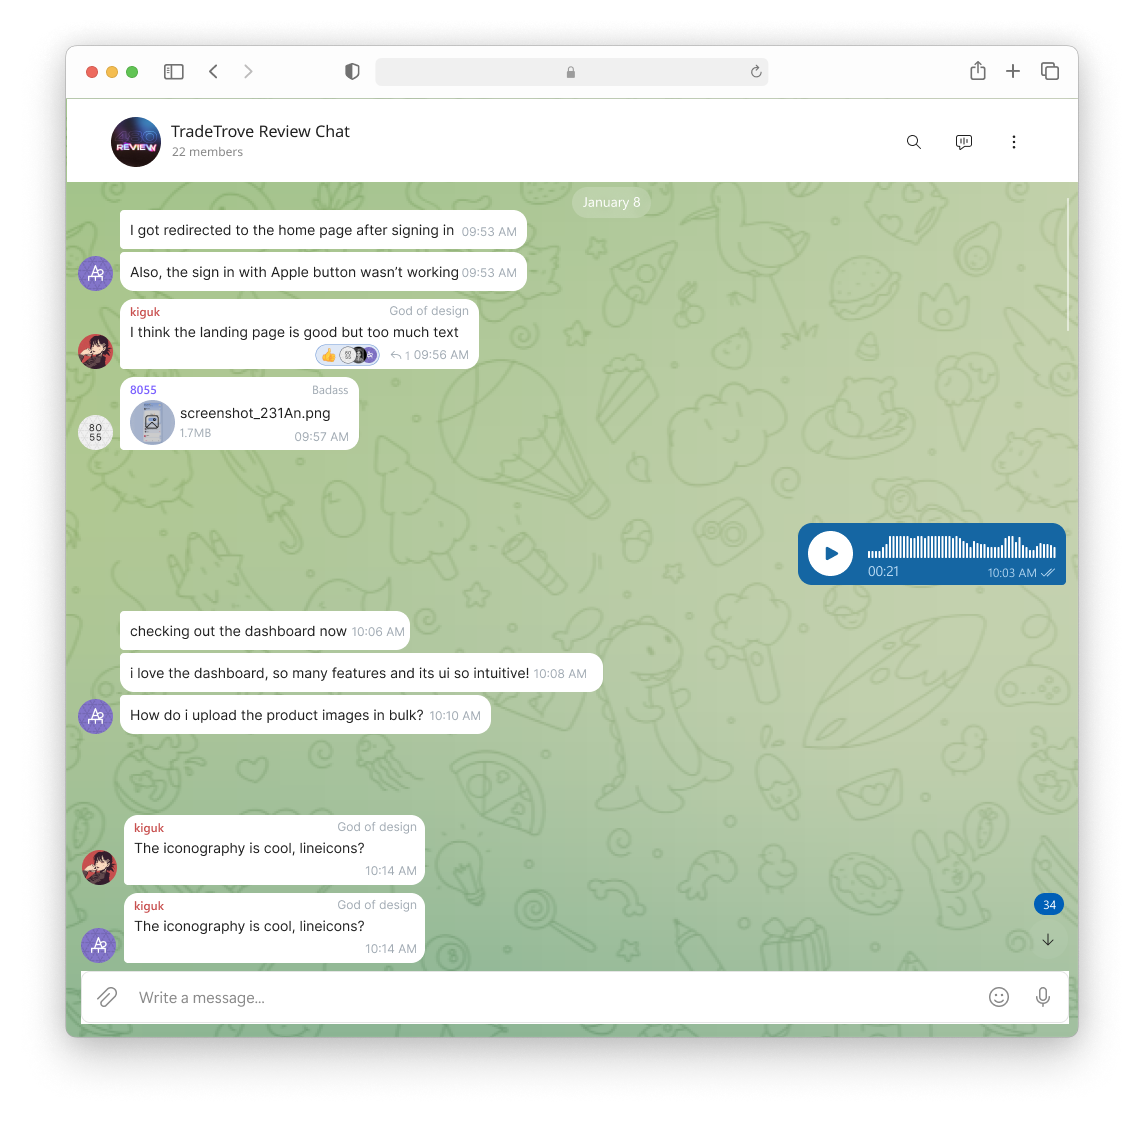 REVIEW
TradeTrove Review Chat
22 members
January 8
I got redirected to the home page after signing in 09:53 AM
Also, the sign in with Apple button wasn’t working 09:53 AM
kiguk God of design
I think the landing page is good but too much text
1 09:56 AM
8055 Badass
screenshot_231An.png
1.7MB 09:57 AM
80
55
00:21 10:03 AM
checking out the dashboard now 10:06 AM
i love the dashboard, so many features and its ui so intuitive! 10:08 AM
How do i upload the product images in bulk? 10:10 AM
kiguk God of design
The iconography is cool, lineicons?
10:14 AM
kiguk God of design
The iconography is cool, lineicons?
10:14 AM
34
Write a message...